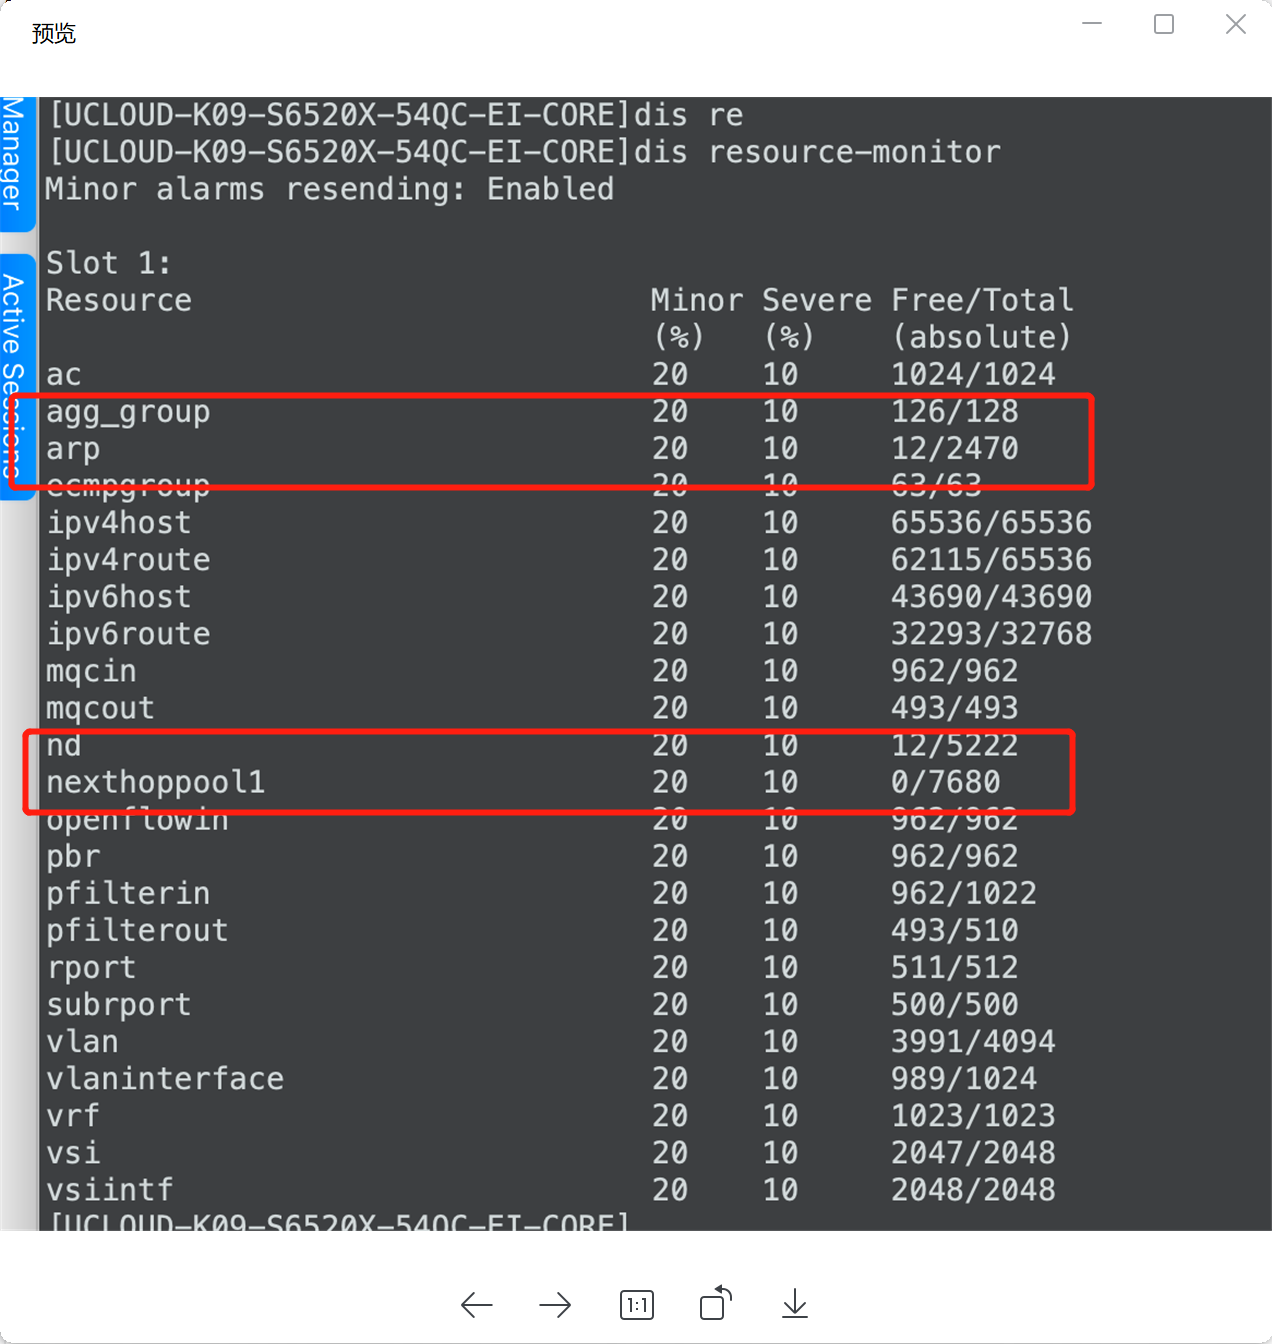 预览
Manager
Active Sessions
[UCLOUD-K09-S6520X-54QC-EI-CORE]dis re
[UCLOUD-K09-S6520X-54QC-EI-CORE]dis resource-monitor
Minor alarms resending: Enabled
Slot 1:
Resource Minor Severe Free/Total
(%) (%) (absolute)
ac 20 10 1024/1024
agg_group 20 10 126/128
arp 20 10 12/2470
ecmpgroup 20 10 63/63
ipv4host 20 10 65536/65536
ipv4route 20 10 62115/65536
ipv6host 20 10 43690/43690
ipv6route 20 10 32293/32768
mqcin 20 10 962/962
mqcout 20 10 493/493
nd 20 10 12/5222
nexthoppool1 20 10 0/7680
openflowin 20 10 962/962
pbr 20 10 962/962
pfilterin 20 10 962/1022
pfilterout 20 10 493/510
rport 20 10 511/512
subrport 20 10 500/500
vlan 20 10 3991/4094
vlaninterface 20 10 989/1024
vrf 20 10 1023/1023
vsi 20 10 2047/2048
vsiintf 20 10 2048/2048
[UCLOUD-K09-S6520X-54QC-EI-CORE]
1:1